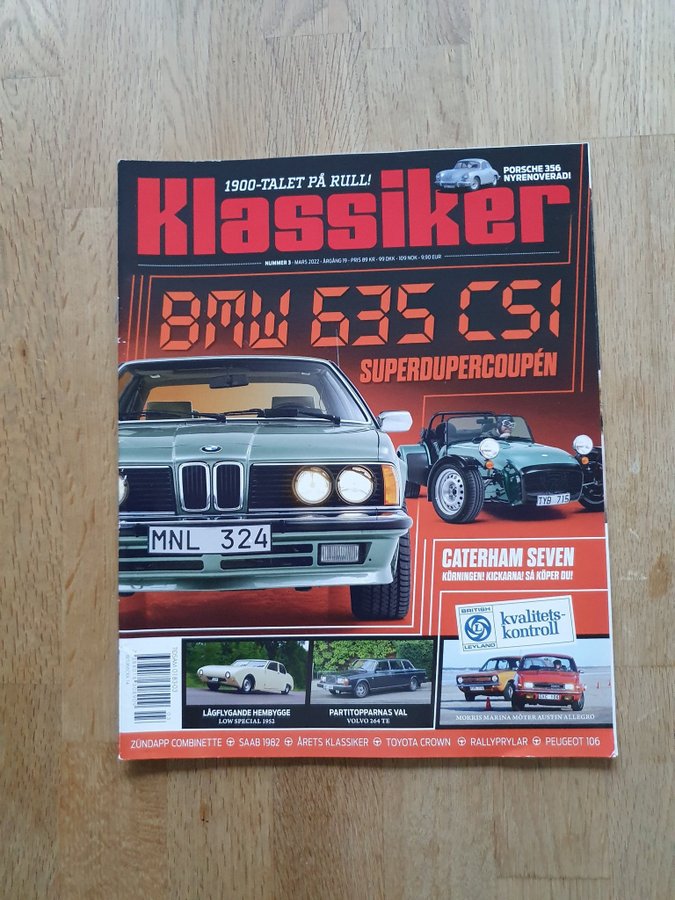 1900-TALET PÅ RULL!
PORSCHE 356
NYRENOVERAD!
Klassiker
NUMMER 3 • MARS 2022 • ÅRGÅNG 19 • PRIS 89 KR • 99 DKK • 109 NOK • 9,90 EUR
BMW 635 CSI
SUPERDUPERCOUPÉN
MNL 324
TYB 715
CATERHAM SEVEN
KÖRNINGEN! KICKARNA! SÅ KÖPER DU!
BRITISH
L
LEYLAND
kvalitets-
kontroll
LÅGFLYGANDE HEMBYGGE
LOW SPECIAL 1952
PARTITOPPARNAS VAL
VOLVO 264 TE
MORRIS MARINA MÖTER AUSTIN ALLEGRO
ZÜNDAPP COMBINETTE SAAB 1982 ÅRETS KLASSIKER TOYOTA CROWN RALLYPRYLAR PEUGEOT 106